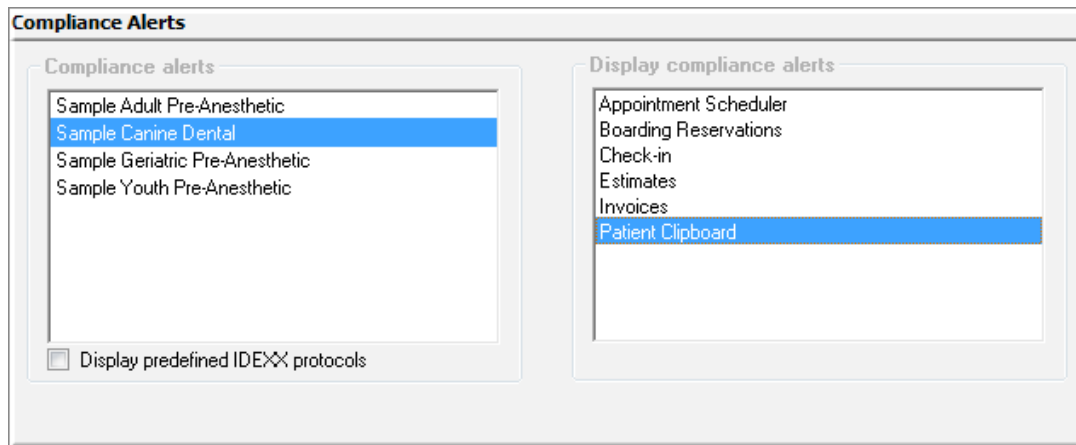 Compliance Alerts
Compliance alerts
Sample Adult Pre-Anesthetic
Sample Canine Dental
Sample Geriatric Pre-Anesthetic
Sample Youth Pre-Anesthetic
Display predefined IDEXX protocols
Display compliance alerts
Appointment Scheduler
Boarding Reservations
Check-in
Estimates
Invoices
Patient Clipboard